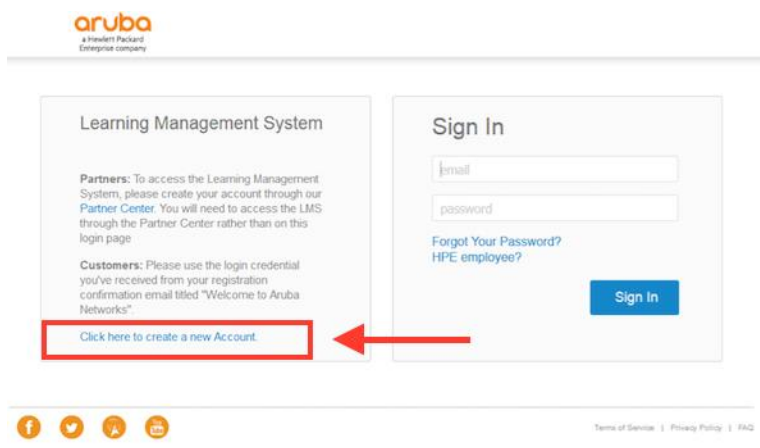 aruba
a Hewlett Packard
Enterprise company
Learning Management System
Partners: To access the Learning Management
System, please create your account through our
Partner Center. You will need to access the LMS
through the Partner Center rather than on this
login page
Customers: Please use the login credential
you've received from your registration
confirmation email titled "Welcome to Aruba
Networks".
Click here to create a new Account.
Sign In
email
password
Forgot Your Password?
HPE employee?
Sign In
Terms of Service | Privacy Policy | FAQ